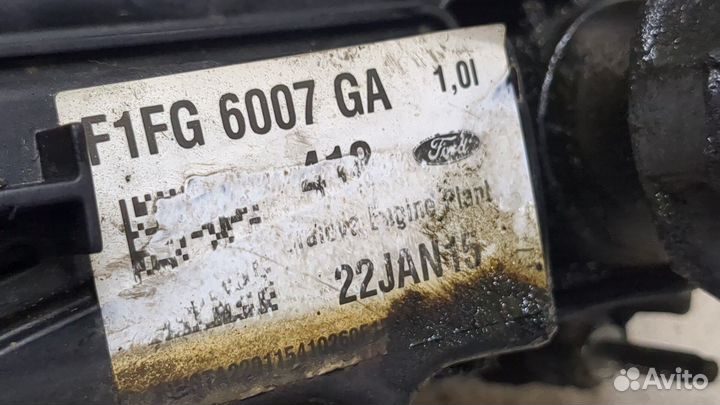 F1FG 6007 GA 1,0l
Ford
Engine Plant
22JAN15
Avito